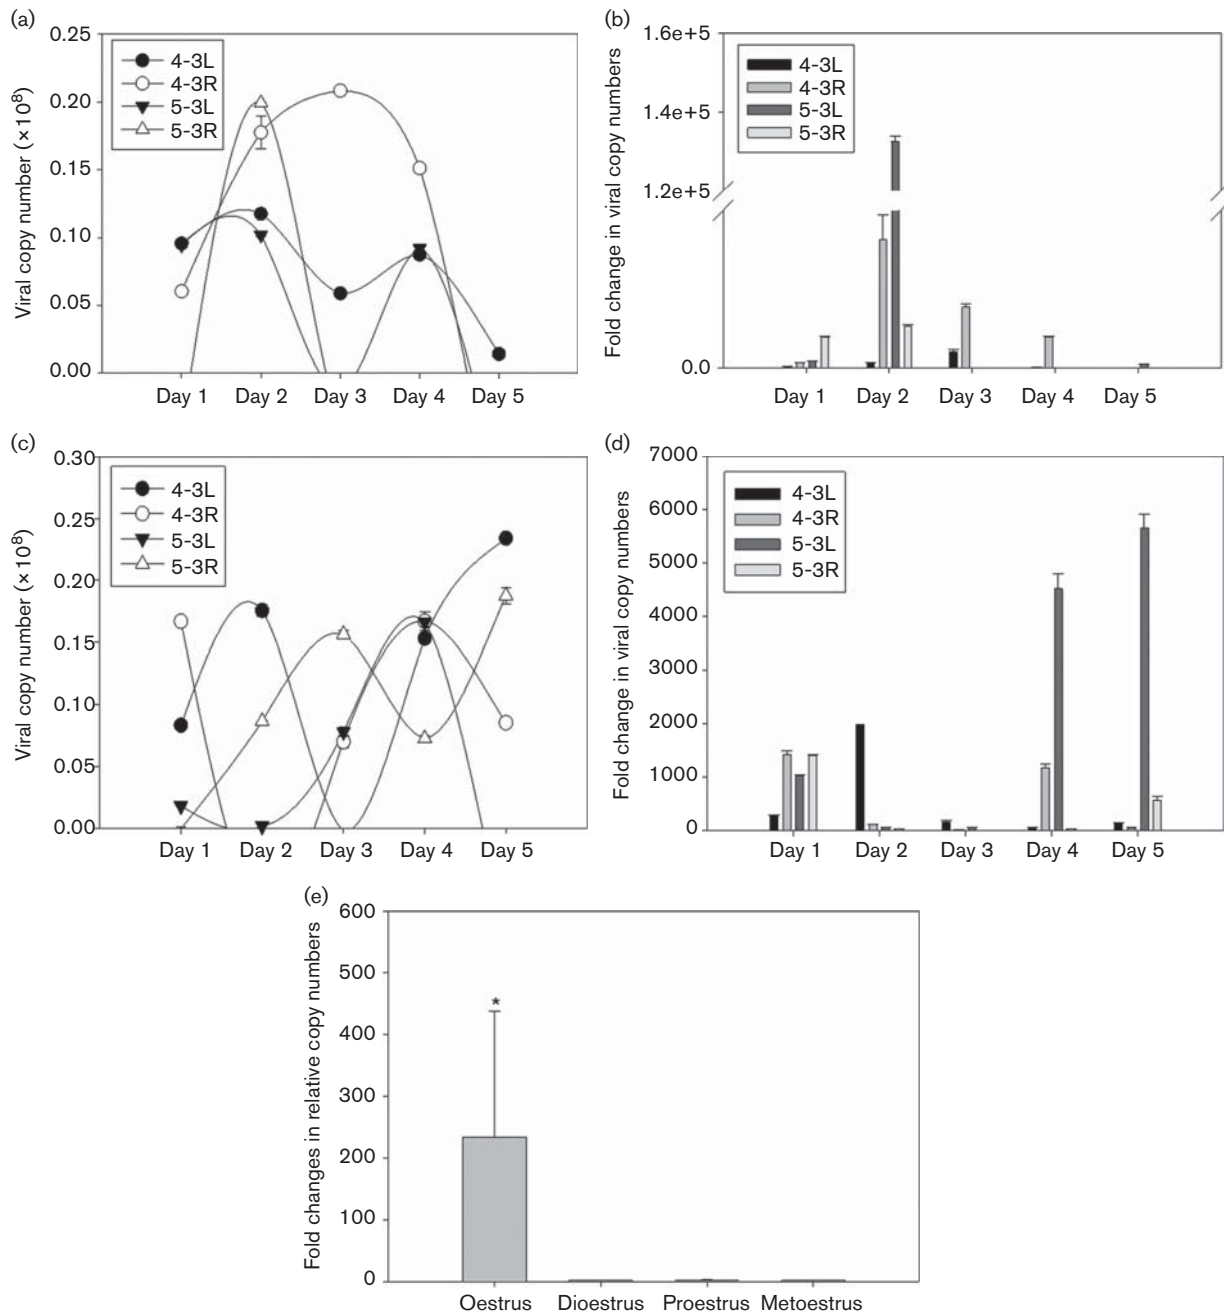 (a)
Viral copy number (×10⁸)
0.25
0.20
0.15
0.10
0.05
0.00
4-3L
4-3R
5-3L
5-3R
Day 1 Day 2 Day 3 Day 4 Day 5
(b)
Fold change in viral copy numbers
1.6e+5
1.4e+5
1.2e+5
0.0
4-3L
4-3R
5-3L
5-3R
Day 1 Day 2 Day 3 Day 4 Day 5
(c)
Viral copy number (×10⁸)
0.30
0.25
0.20
0.15
0.10
0.05
0.00
4-3L
4-3R
5-3L
5-3R
Day 1 Day 2 Day 3 Day 4 Day 5
(d)
Fold change in viral copy numbers
7000
6000
5000
4000
3000
2000
1000
0
4-3L
4-3R
5-3L
5-3R
Day 1 Day 2 Day 3 Day 4 Day 5
(e)
Fold changes in relative copy numbers
600
500
400
300
200
100
0
*
Oestrus Dioestrus Proestrus Metoestrus